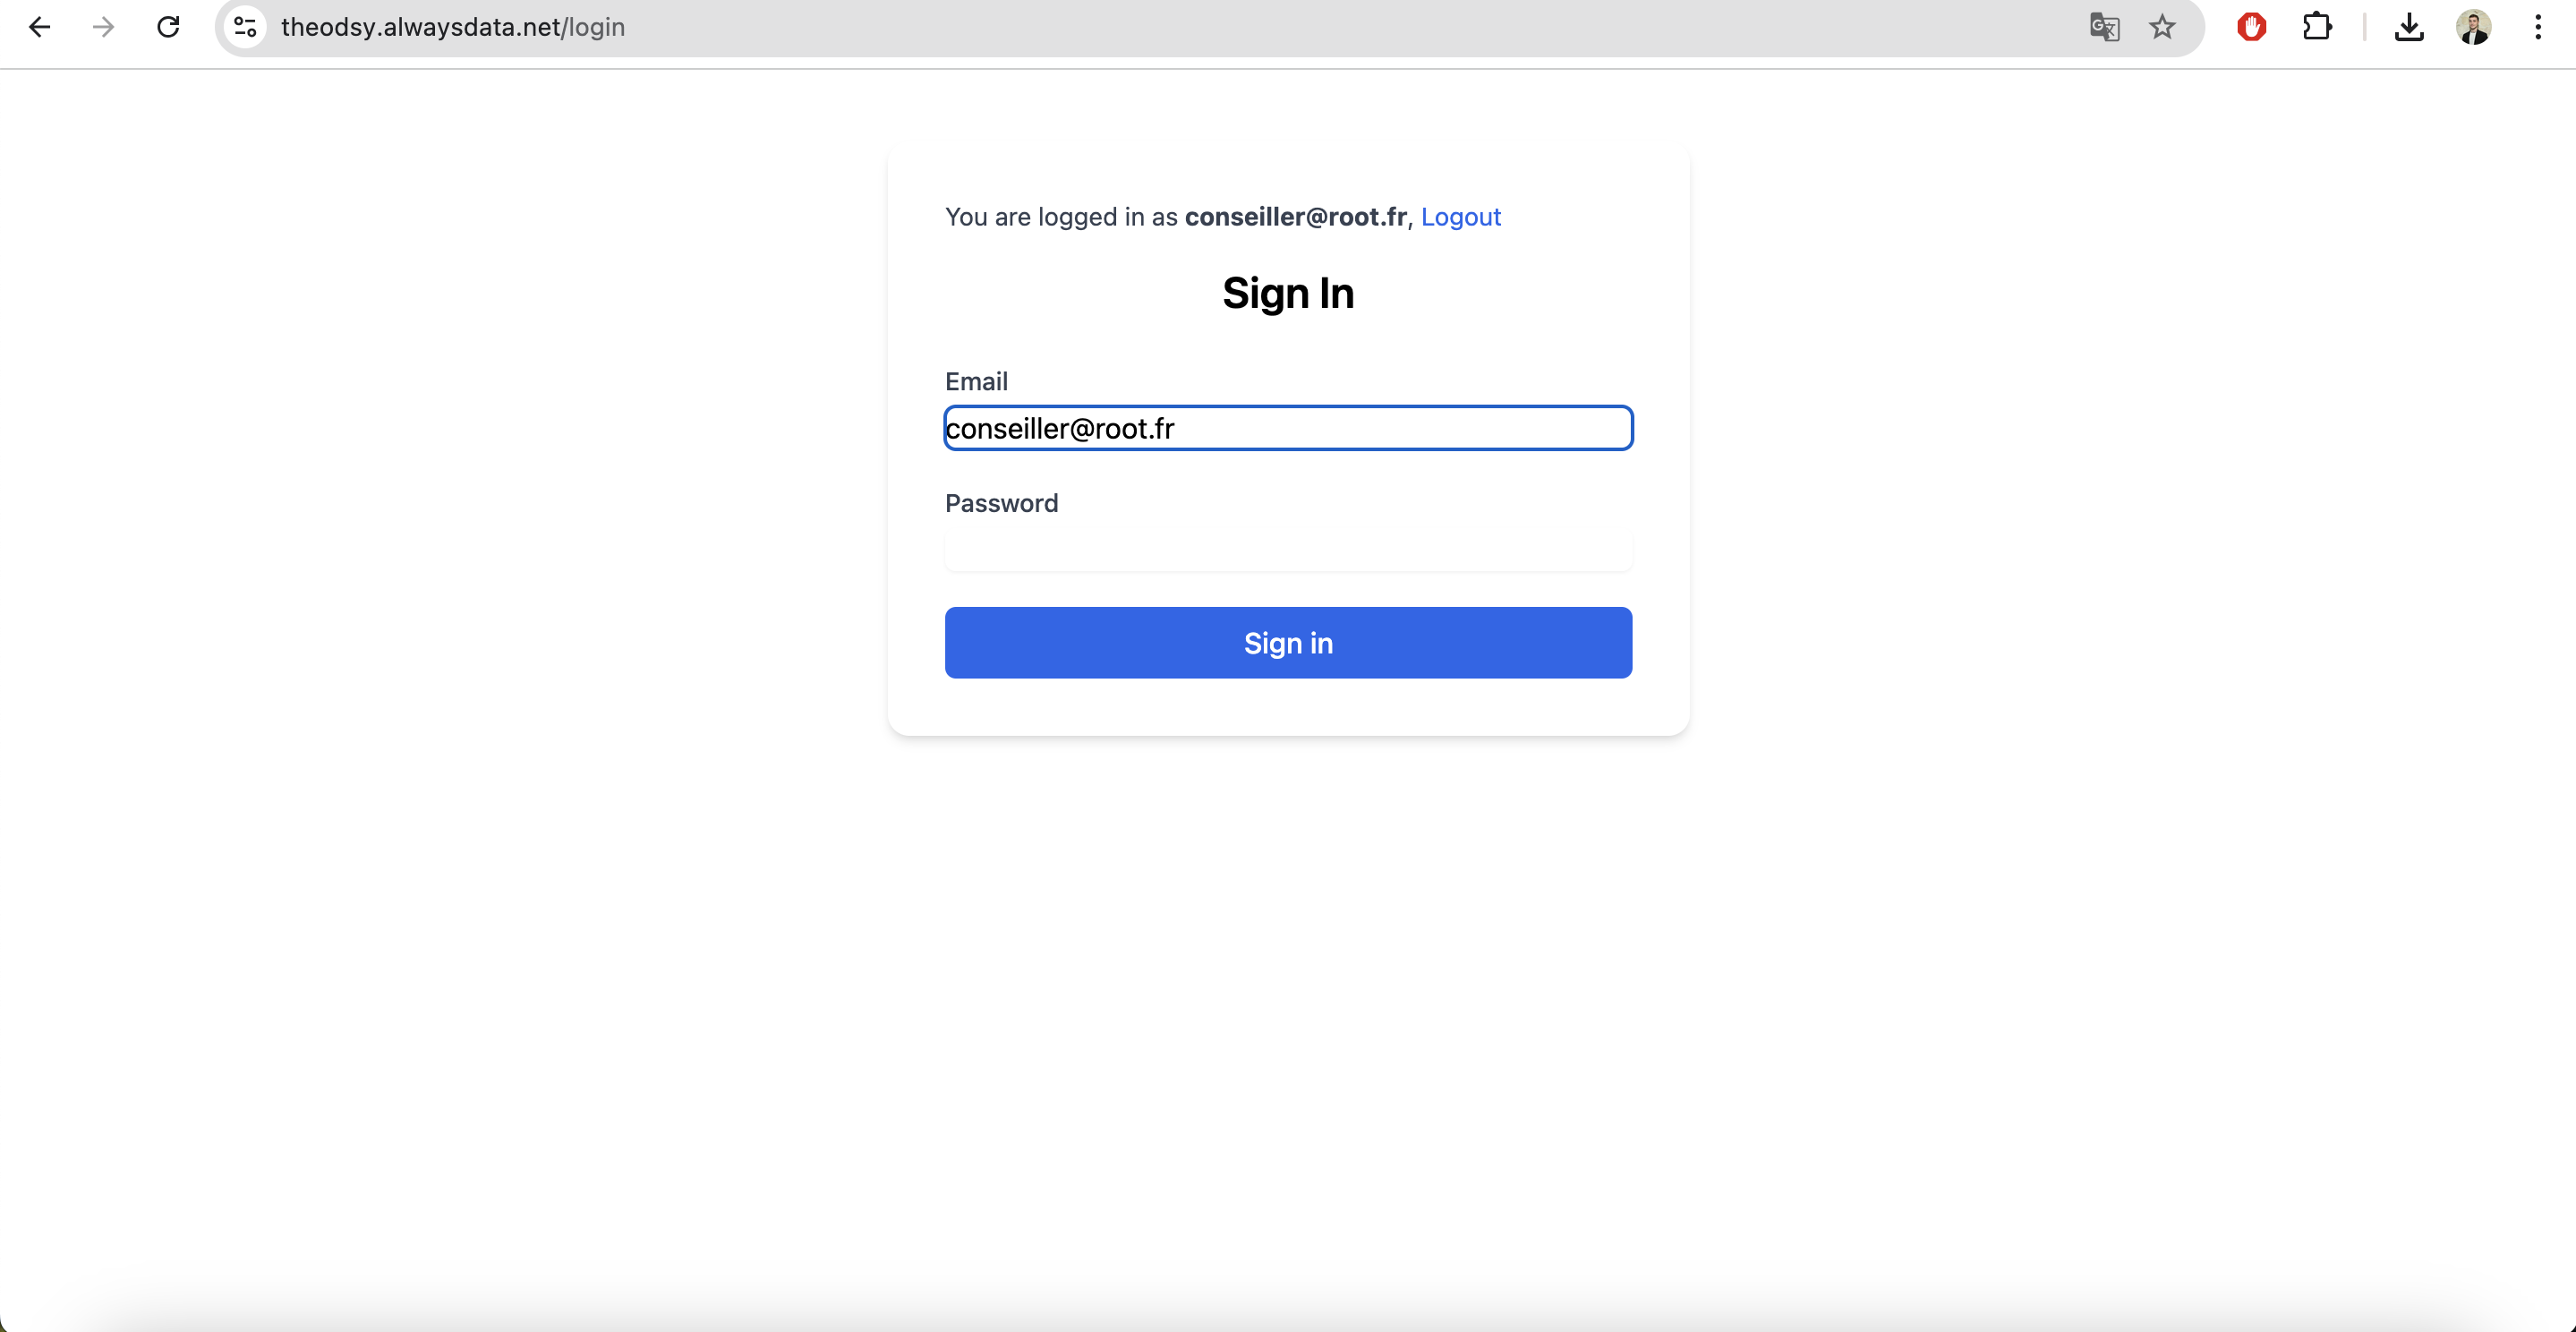 theodsy.alwaysdata.net/login
You are logged in as conseiller@root.fr, Logout
Sign In
Email
conseiller@root.fr
Password
Sign in